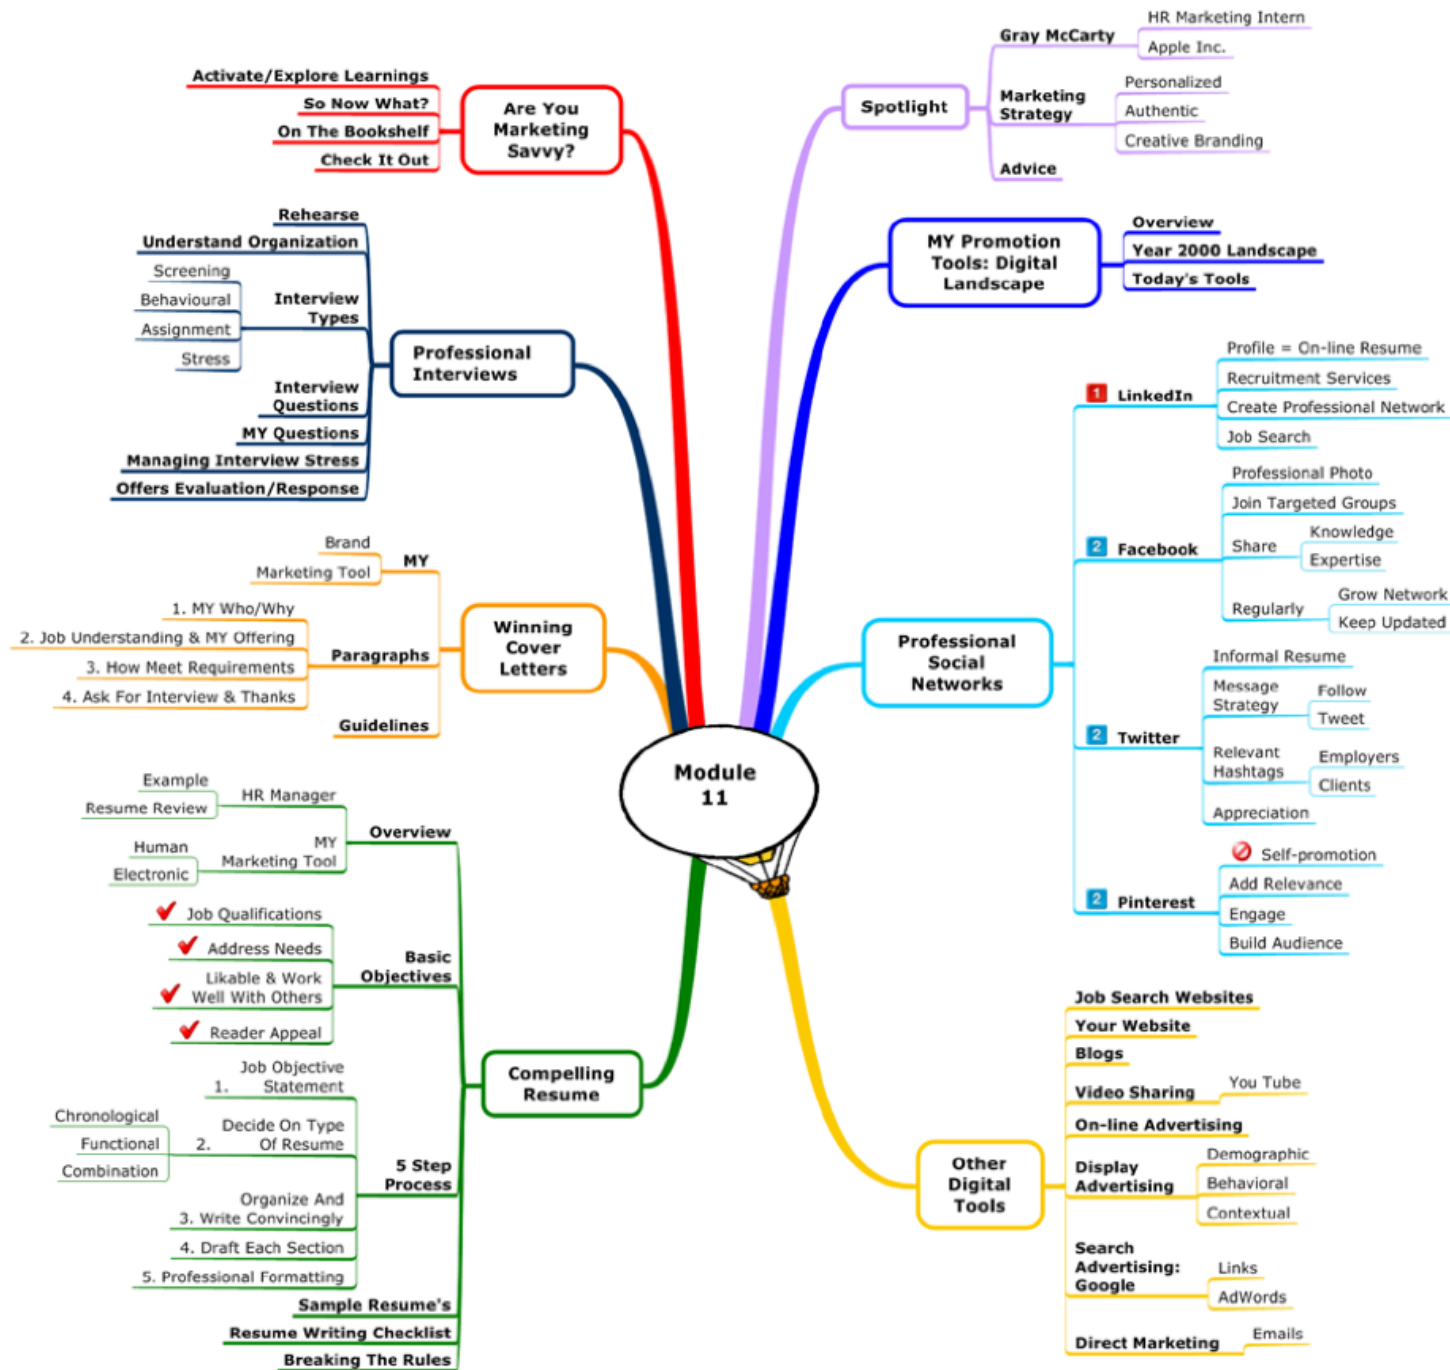 Module
11
Spotlight
Gray McCarty
HR Marketing Intern
Apple Inc.
Marketing
Strategy
Personalized
Authentic
Creative Branding
Advice
MY Promotion
Tools: Digital
Landscape
Overview
Year 2000 Landscape
Today's Tools
Professional
Social
Networks
1 LinkedIn
Profile = On-line Resume
Recruitment Services
Create Professional Network
Job Search
2 Facebook
Professional Photo
Join Targeted Groups
Share
Knowledge
Expertise
Regularly
Grow Network
Keep Updated
2 Twitter
Informal Resume
Message
Strategy
Follow
Tweet
Relevant
Hashtags
Employers
Clients
Appreciation
2 Pinterest
Self-promotion
Add Relevance
Engage
Build Audience
Other
Digital
Tools
Job Search Websites
Your Website
Blogs
Video Sharing
You Tube
On-line Advertising
Display
Advertising
Demographic
Behavioral
Contextual
Search
Advertising:
Google
Links
AdWords
Direct Marketing
Emails
Are You
Marketing
Savvy?
Activate/Explore Learnings
So Now What?
On The Bookshelf
Check It Out
Professional
Interviews
Rehearse
Understand Organization
Interview
Types
Screening
Behavioural
Assignment
Stress
Interview
Questions
MY Questions
Managing Interview Stress
Offers Evaluation/Response
Winning
Cover
Letters
MY
Brand
Marketing Tool
Paragraphs
1. MY Who/Why
2. Job Understanding & MY Offering
3. How Meet Requirements
4. Ask For Interview & Thanks
Guidelines
Compelling
Resume
Overview
HR Manager
Example
Resume Review
MY
Marketing Tool
Human
Electronic
Basic
Objectives
Job Qualifications
Address Needs
Likable & Work
Well With Others
Reader Appeal
5 Step
Process
Job Objective
1. Statement
Decide On Type
2. Of Resume
Chronological
Functional
Combination
Organize And
3. Write Convincingly
4. Draft Each Section
5. Professional Formatting
Sample Resume's
Resume Writing Checklist
Breaking The Rules